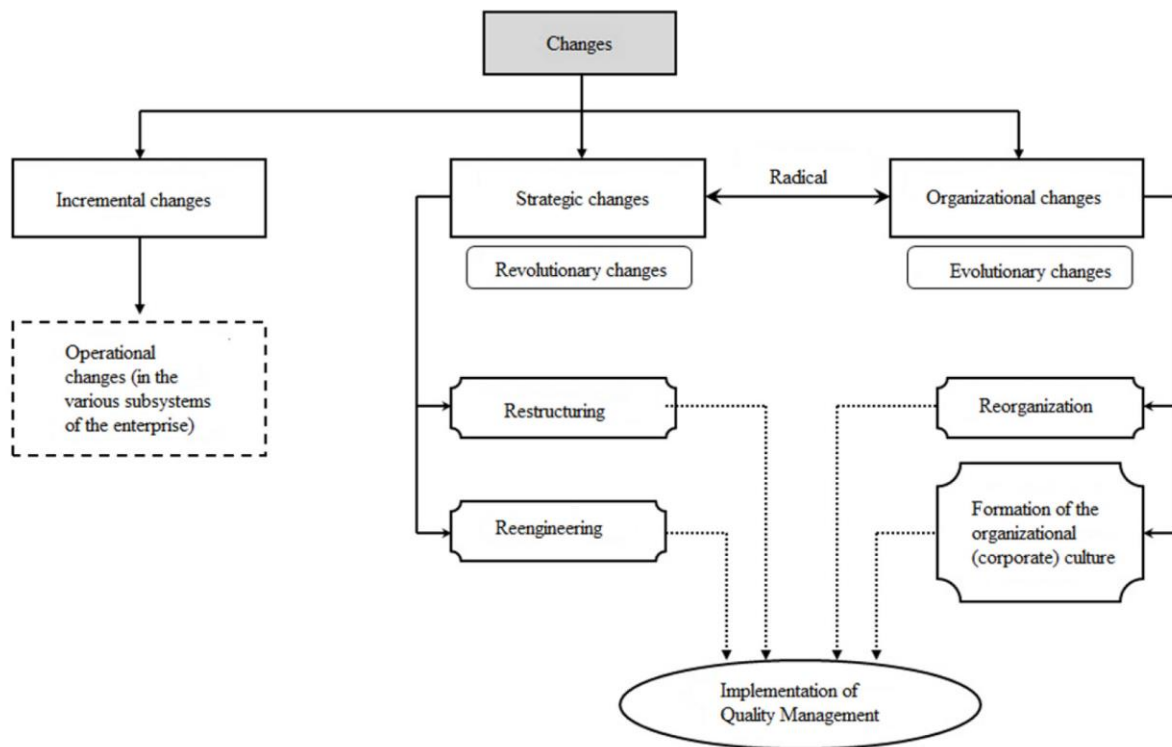 Changes
Radical
Incremental changes
Strategic changes
Organizational changes
Revolutionary changes
Evolutionary changes
Operational
changes (in the
various subsystems
of the enterprise)
Restructuring
Reorganization
Reengineering
Formation of the
organizational
(corporate) culture
Implementation of
Quality Management